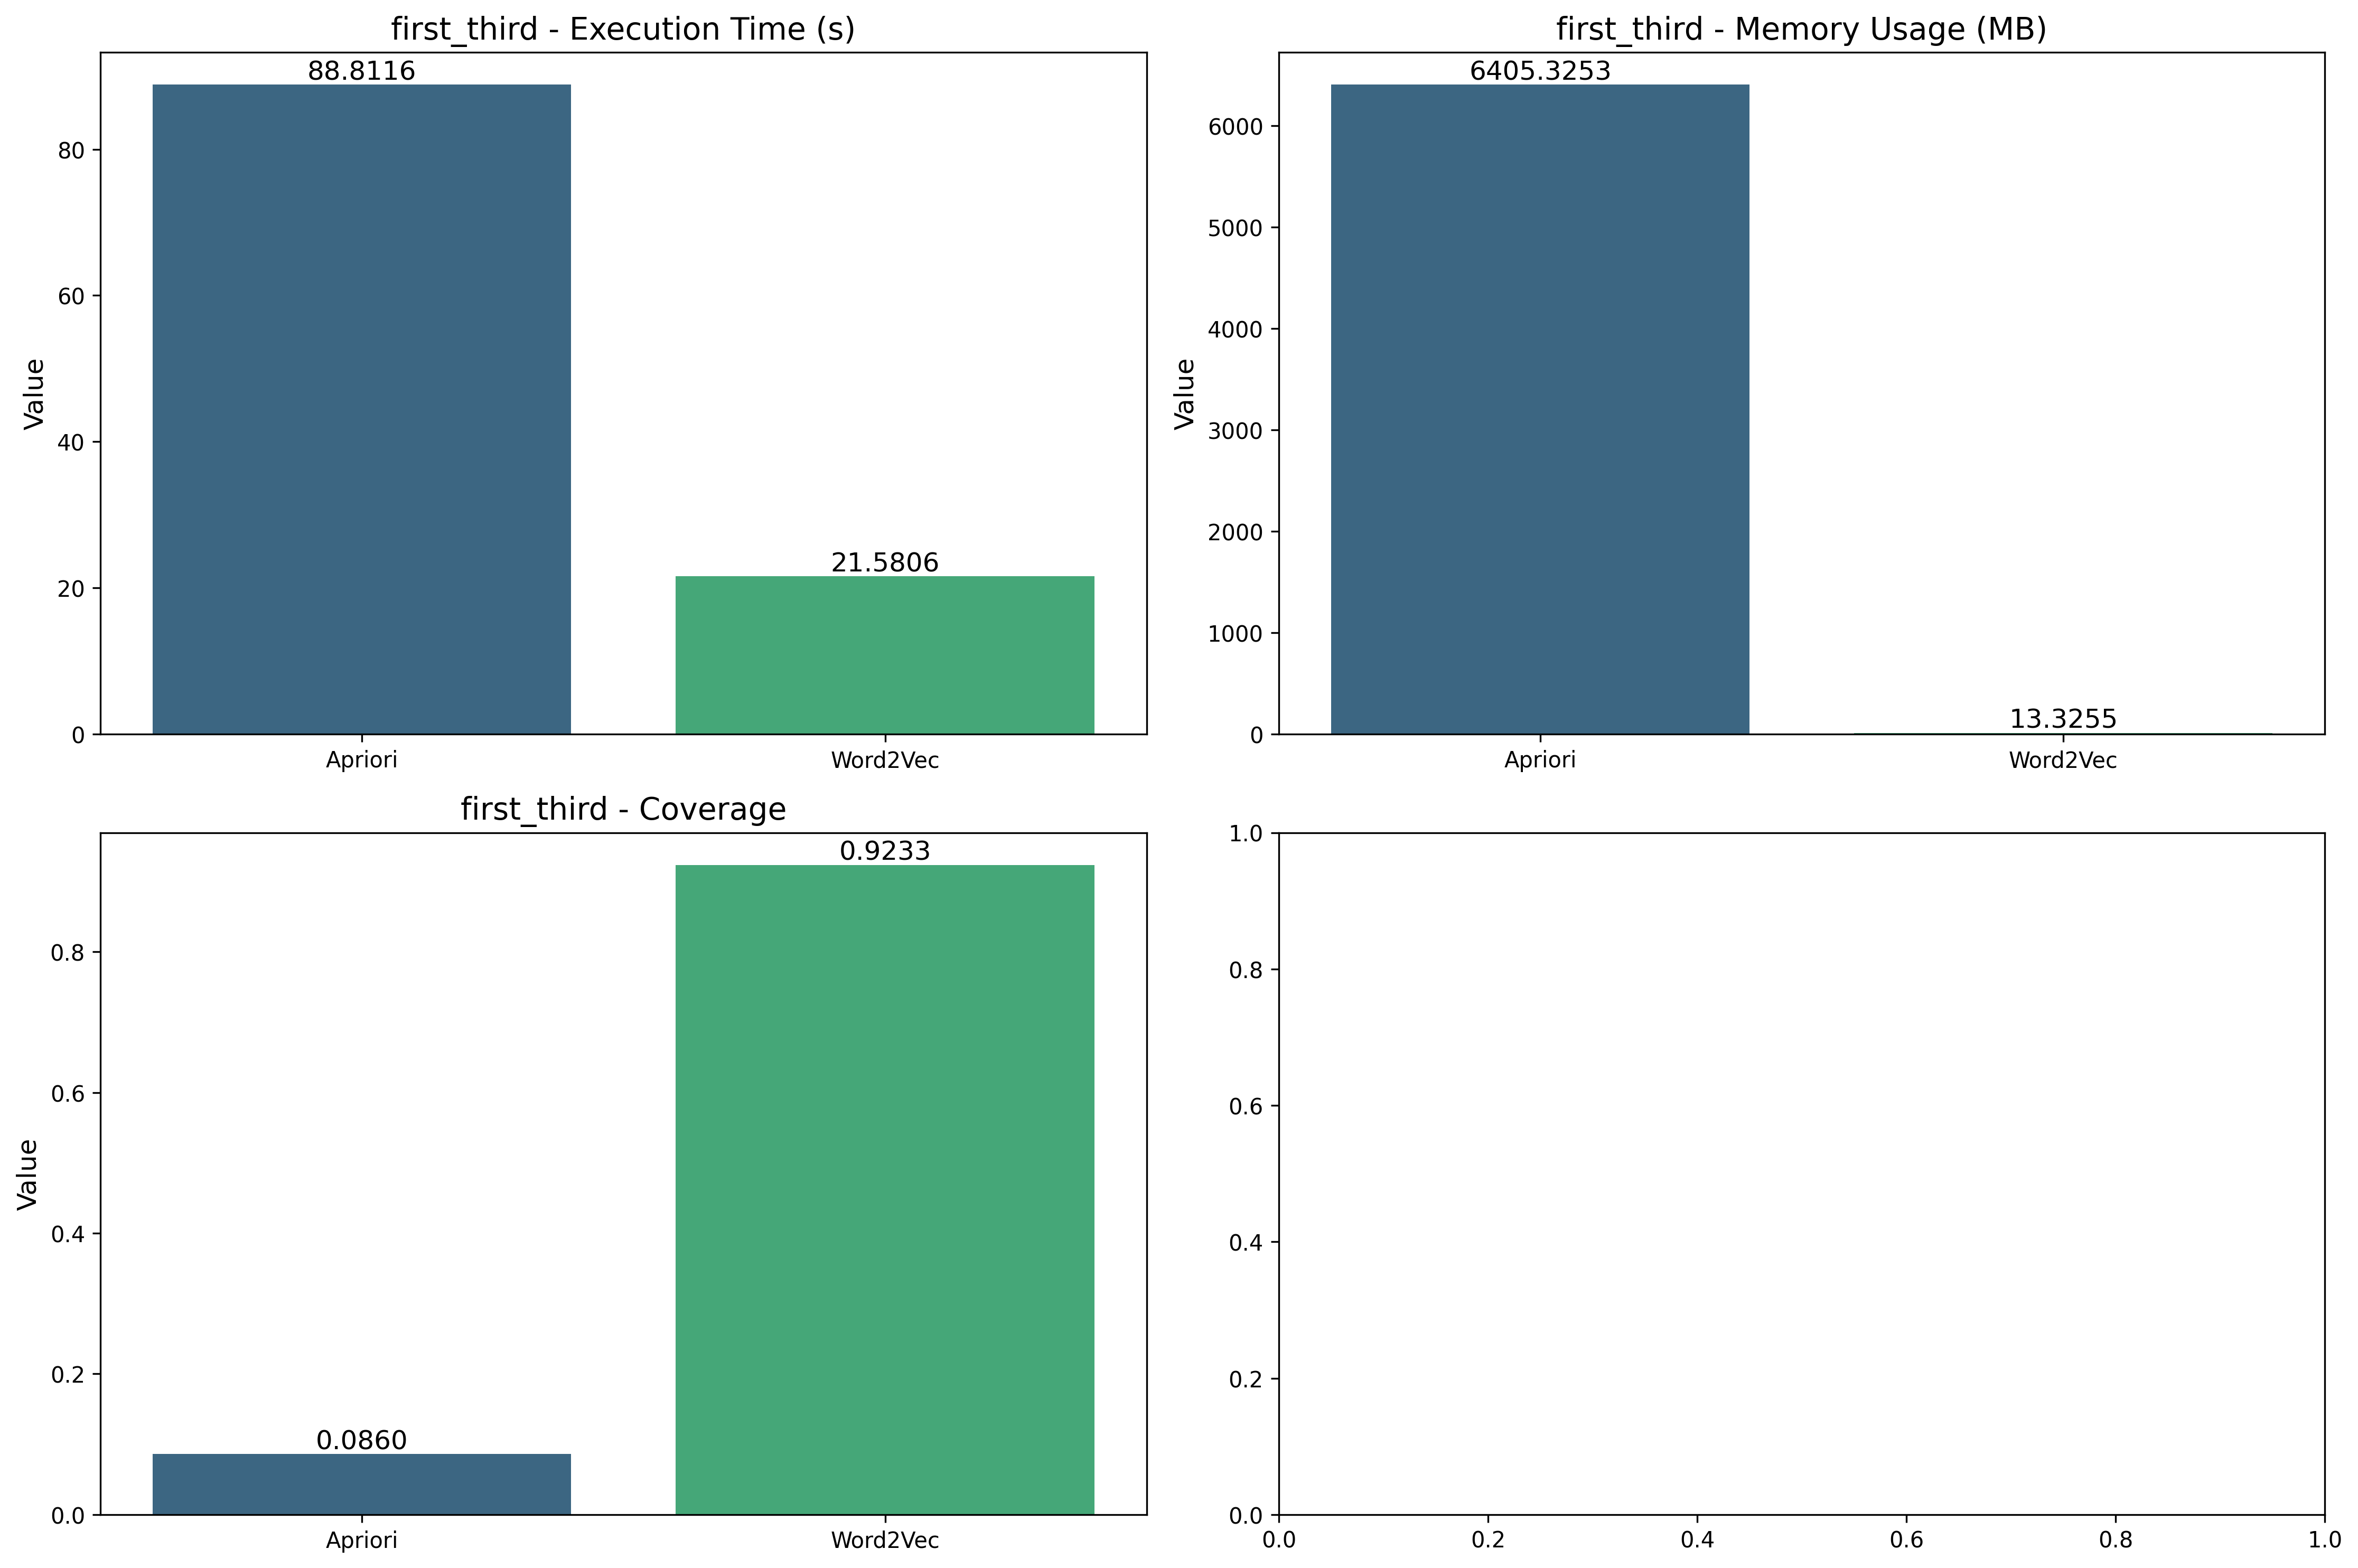 first_third - Execution Time (s)
Value
80
60
40
20
0
88.8116
21.5806
Apriori
Word2Vec
first_third - Memory Usage (MB)
Value
6000
5000
4000
3000
2000
1000
0
6405.3253
13.3255
Apriori
Word2Vec
first_third - Coverage
Value
0.8
0.6
0.4
0.2
0.0
0.9233
0.0860
Apriori
Word2Vec
1.0
0.8
0.6
0.4
0.2
0.0
0.0
0.2
0.4
0.6
0.8
1.0